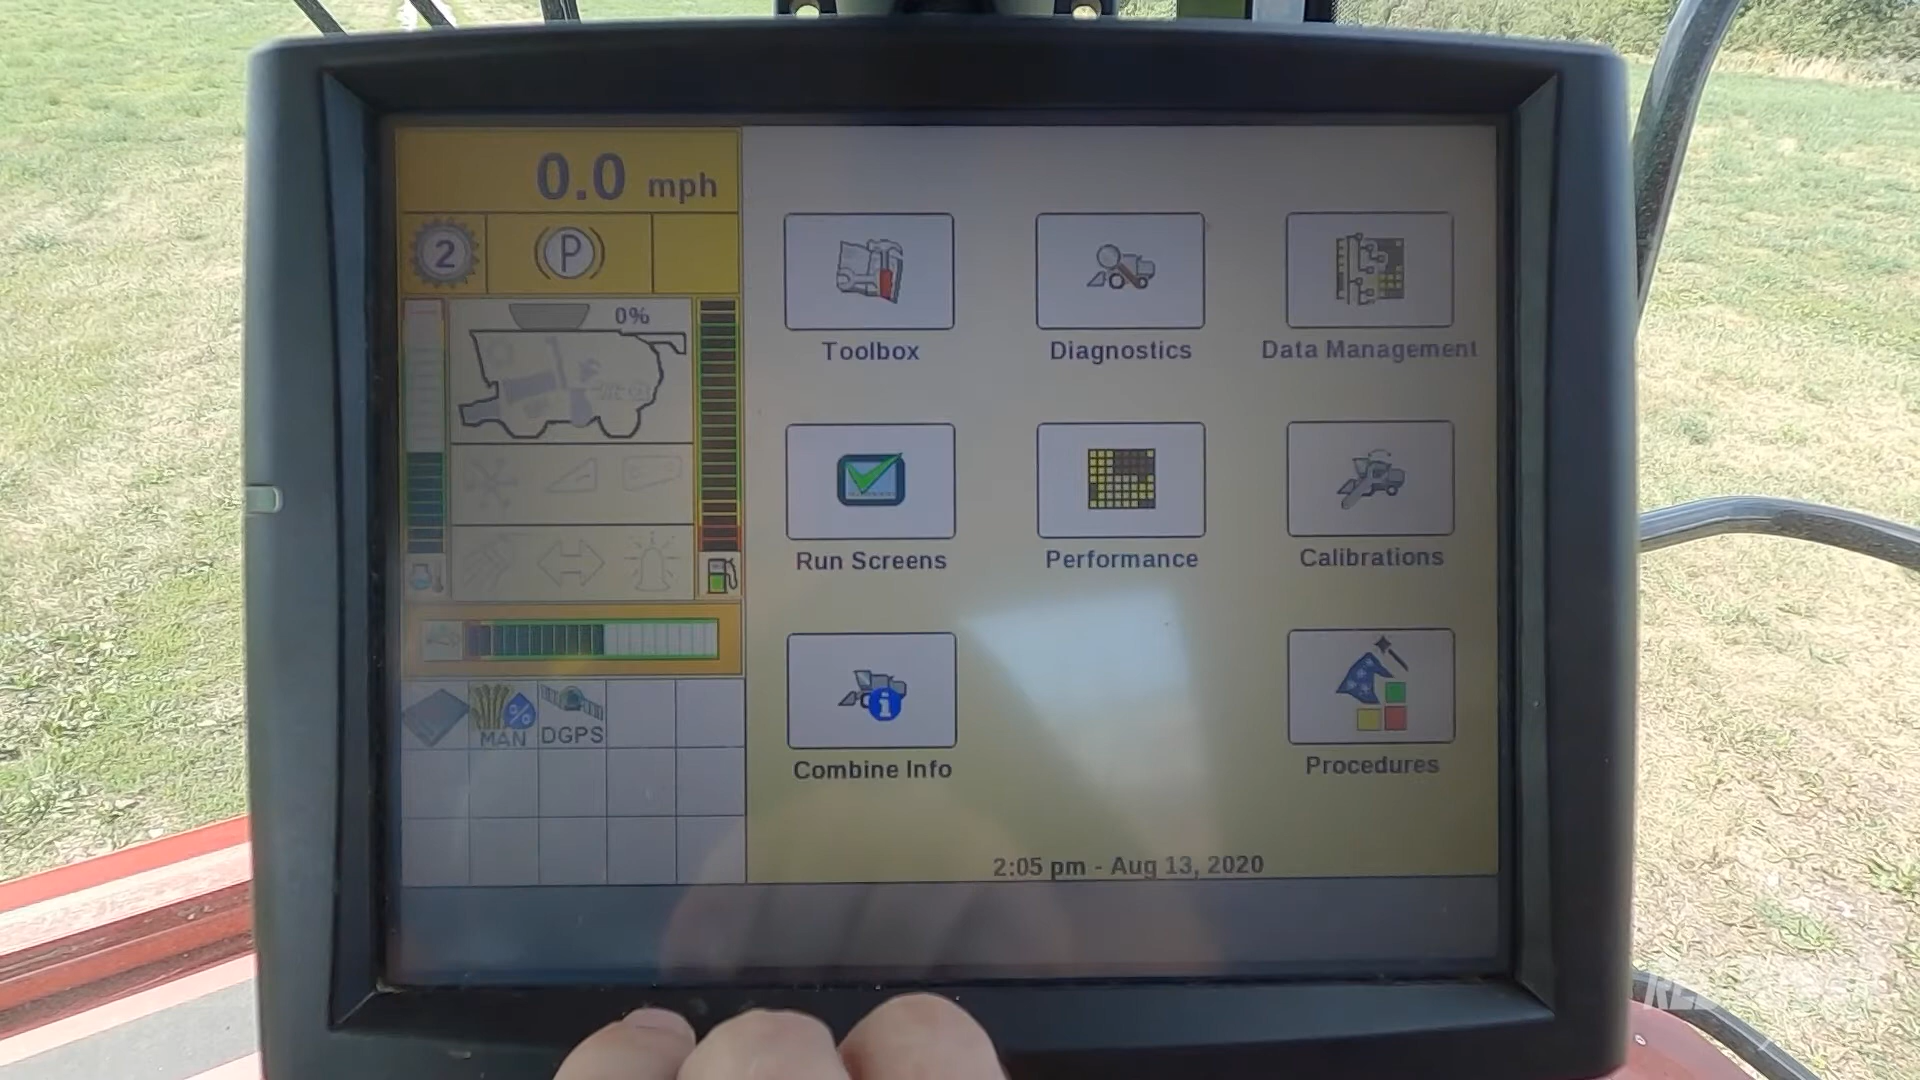 0.0 mph
2
P
0%
MAN
DGPS
Toolbox
Diagnostics
Data Management
Run Screens
Performance
Calibrations
Combine Info
Procedures
2:05 pm - Aug 13, 2020